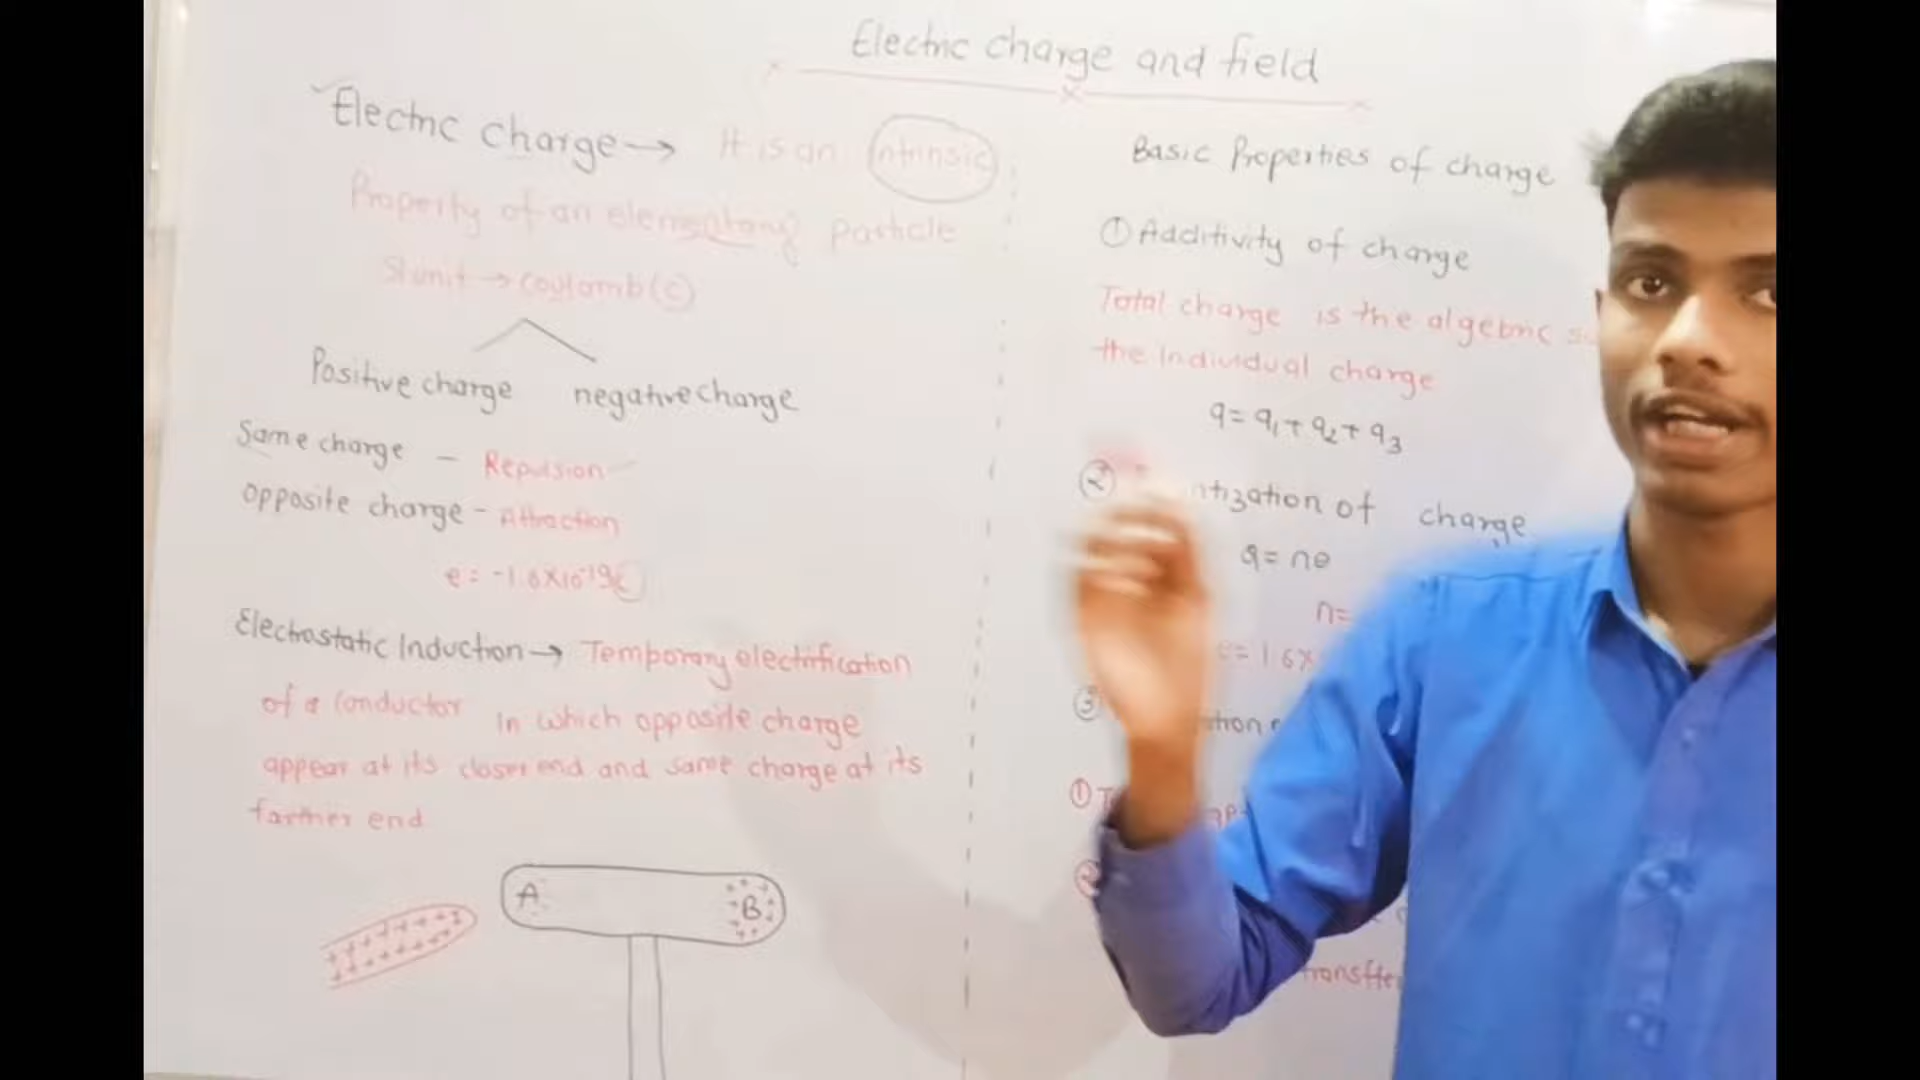 Electric charge and field
Electric charge → It is an intrinsic
Property of an elementary particle
SI unit → coulomb (c)
Positive charge negative charge
Same charge - Repulsion
opposite charge - Attraction
e = -1.6×10⁻¹⁹c
Electrostatic Induction → Temporary electrification
of a conductor in which opposite charge
appear at its closer end and same charge at its
farther end
A B
Basic Properties of charge
① Additivity of charge
Total charge is the algebric
the individual charge
q = q₁ + q₂ + q₃
② ntization of charge
q = ne
n =
e = 1.6×
③ tion
①
②
transffe